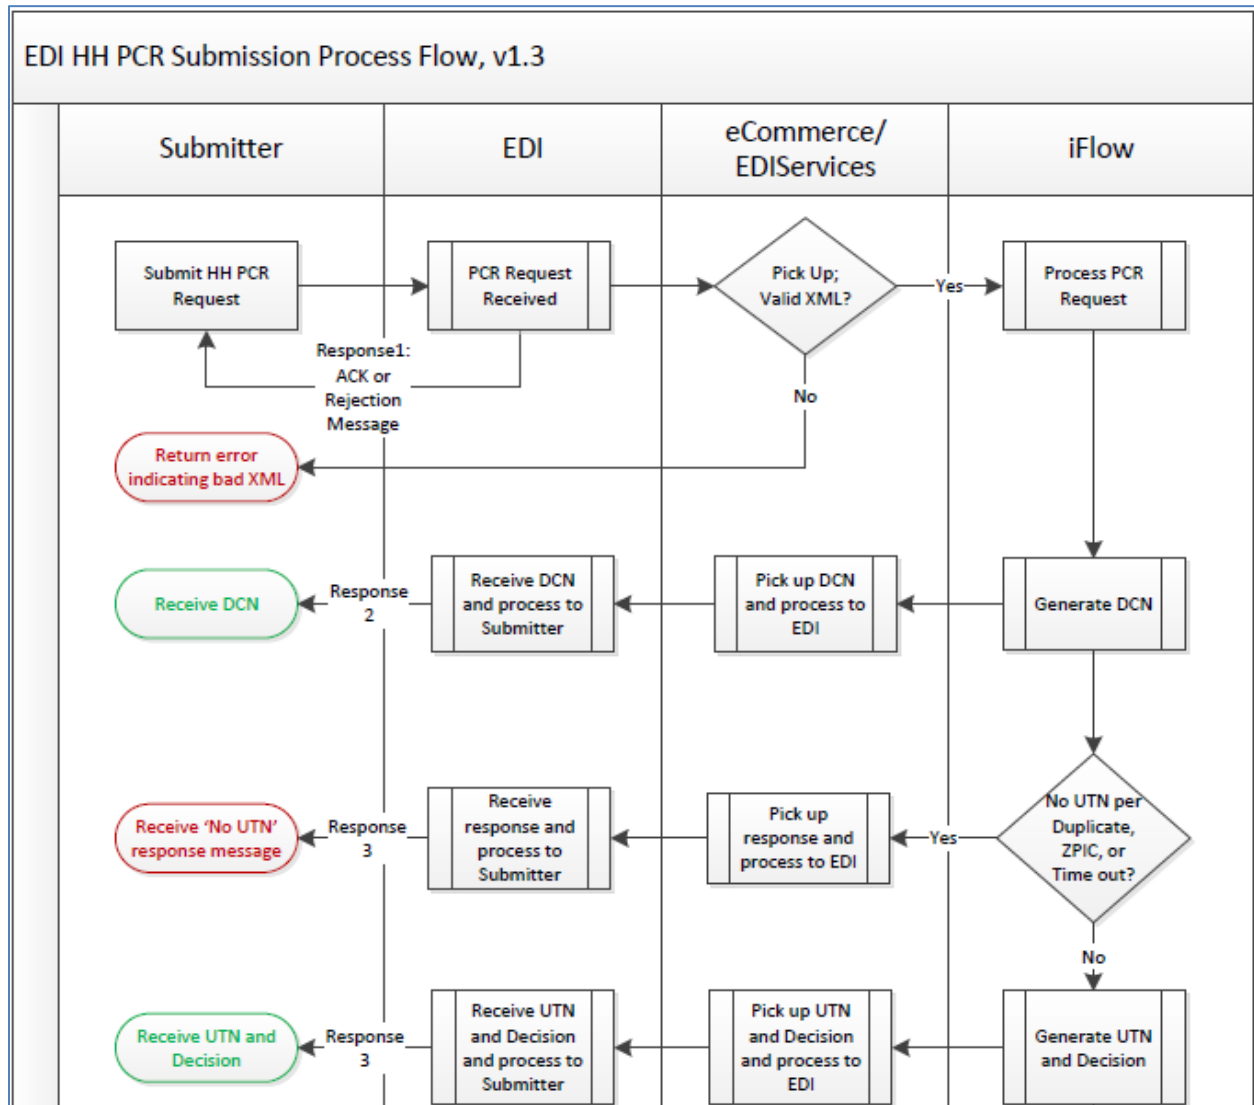 EDI HH PCR Submission Process Flow, v1.3
Submitter
EDI
eCommerce/
EDIServices
iFlow
Submit HH PCR
Request
PCR Request
Received
Pick Up;
Valid XML?
Yes
Process PCR
Request
Response1:
ACK or
Rejection
Message
No
Return error
indicating bad XML
Receive DCN
Response
2
Receive DCN
and process to
Submitter
Pick up DCN
and process to
EDI
Generate DCN
Receive ‘No UTN’
response message
Response
3
Receive
response and
process to
Submitter
Pick up
response and
process to EDI
Yes
No UTN per
Duplicate,
ZPIC, or
Time out?
No
Receive UTN and
Decision
Response
3
Receive UTN
and Decision
and process to
Submitter
Pick up UTN
and Decision
and process to
EDI
Generate UTN
and Decision